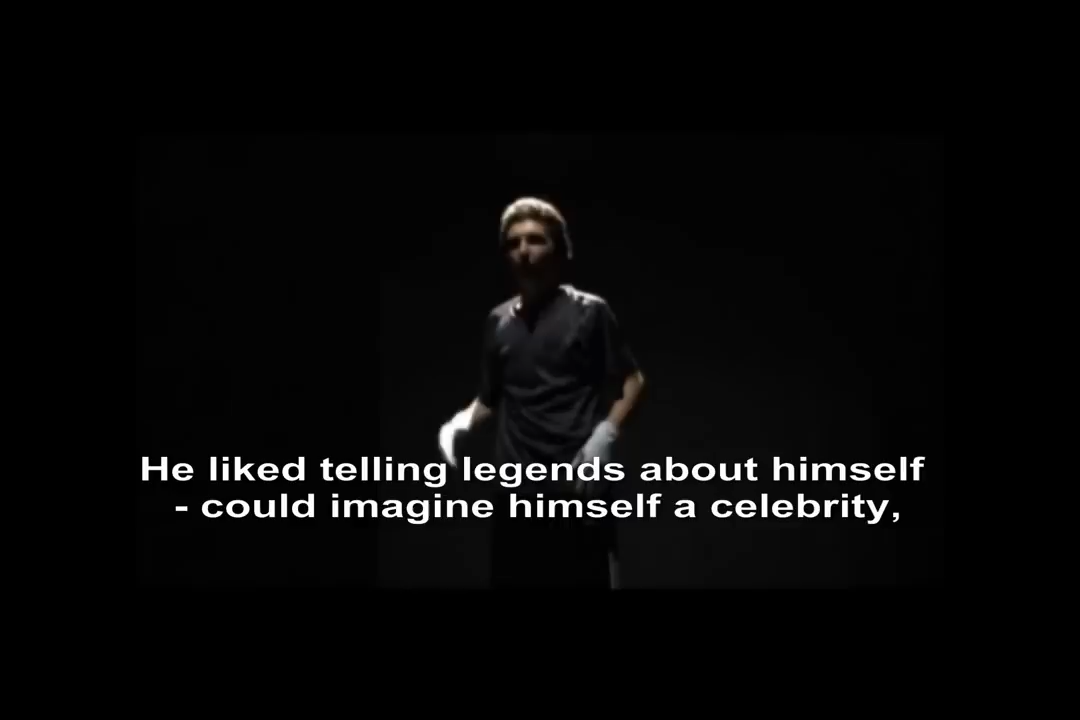 He liked telling legends about himself
- could imagine himself a celebrity,